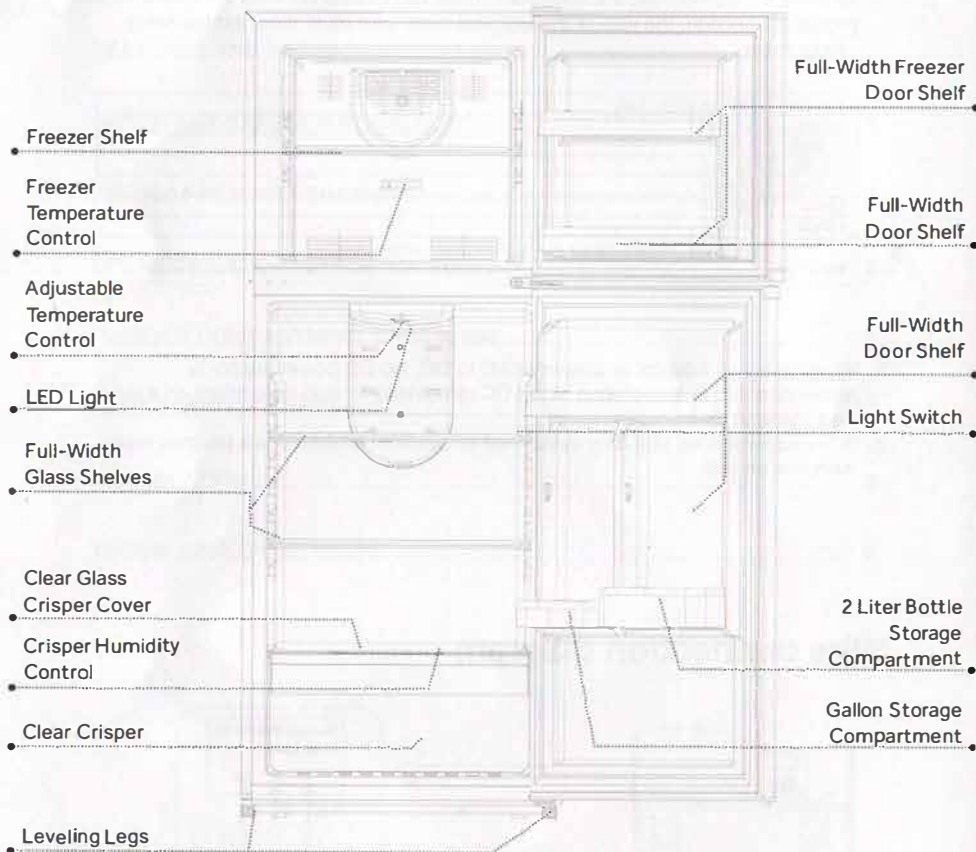 Freezer Shelf
Freezer
Temperature
Control
Adjustable
Temperature
Control
LED Light
Full-Width
Glass Shelves
Clear Glass
Crisper Cover
Crisper Humidity
Control
Clear Crisper
Leveling Legs
Full-Width Freezer
Door Shelf
Full-Width
Door Shelf
Full-Width
Door Shelf
Light Switch
2 Liter Bottle
Storage
Compartment
Gallon Storage
Compartment